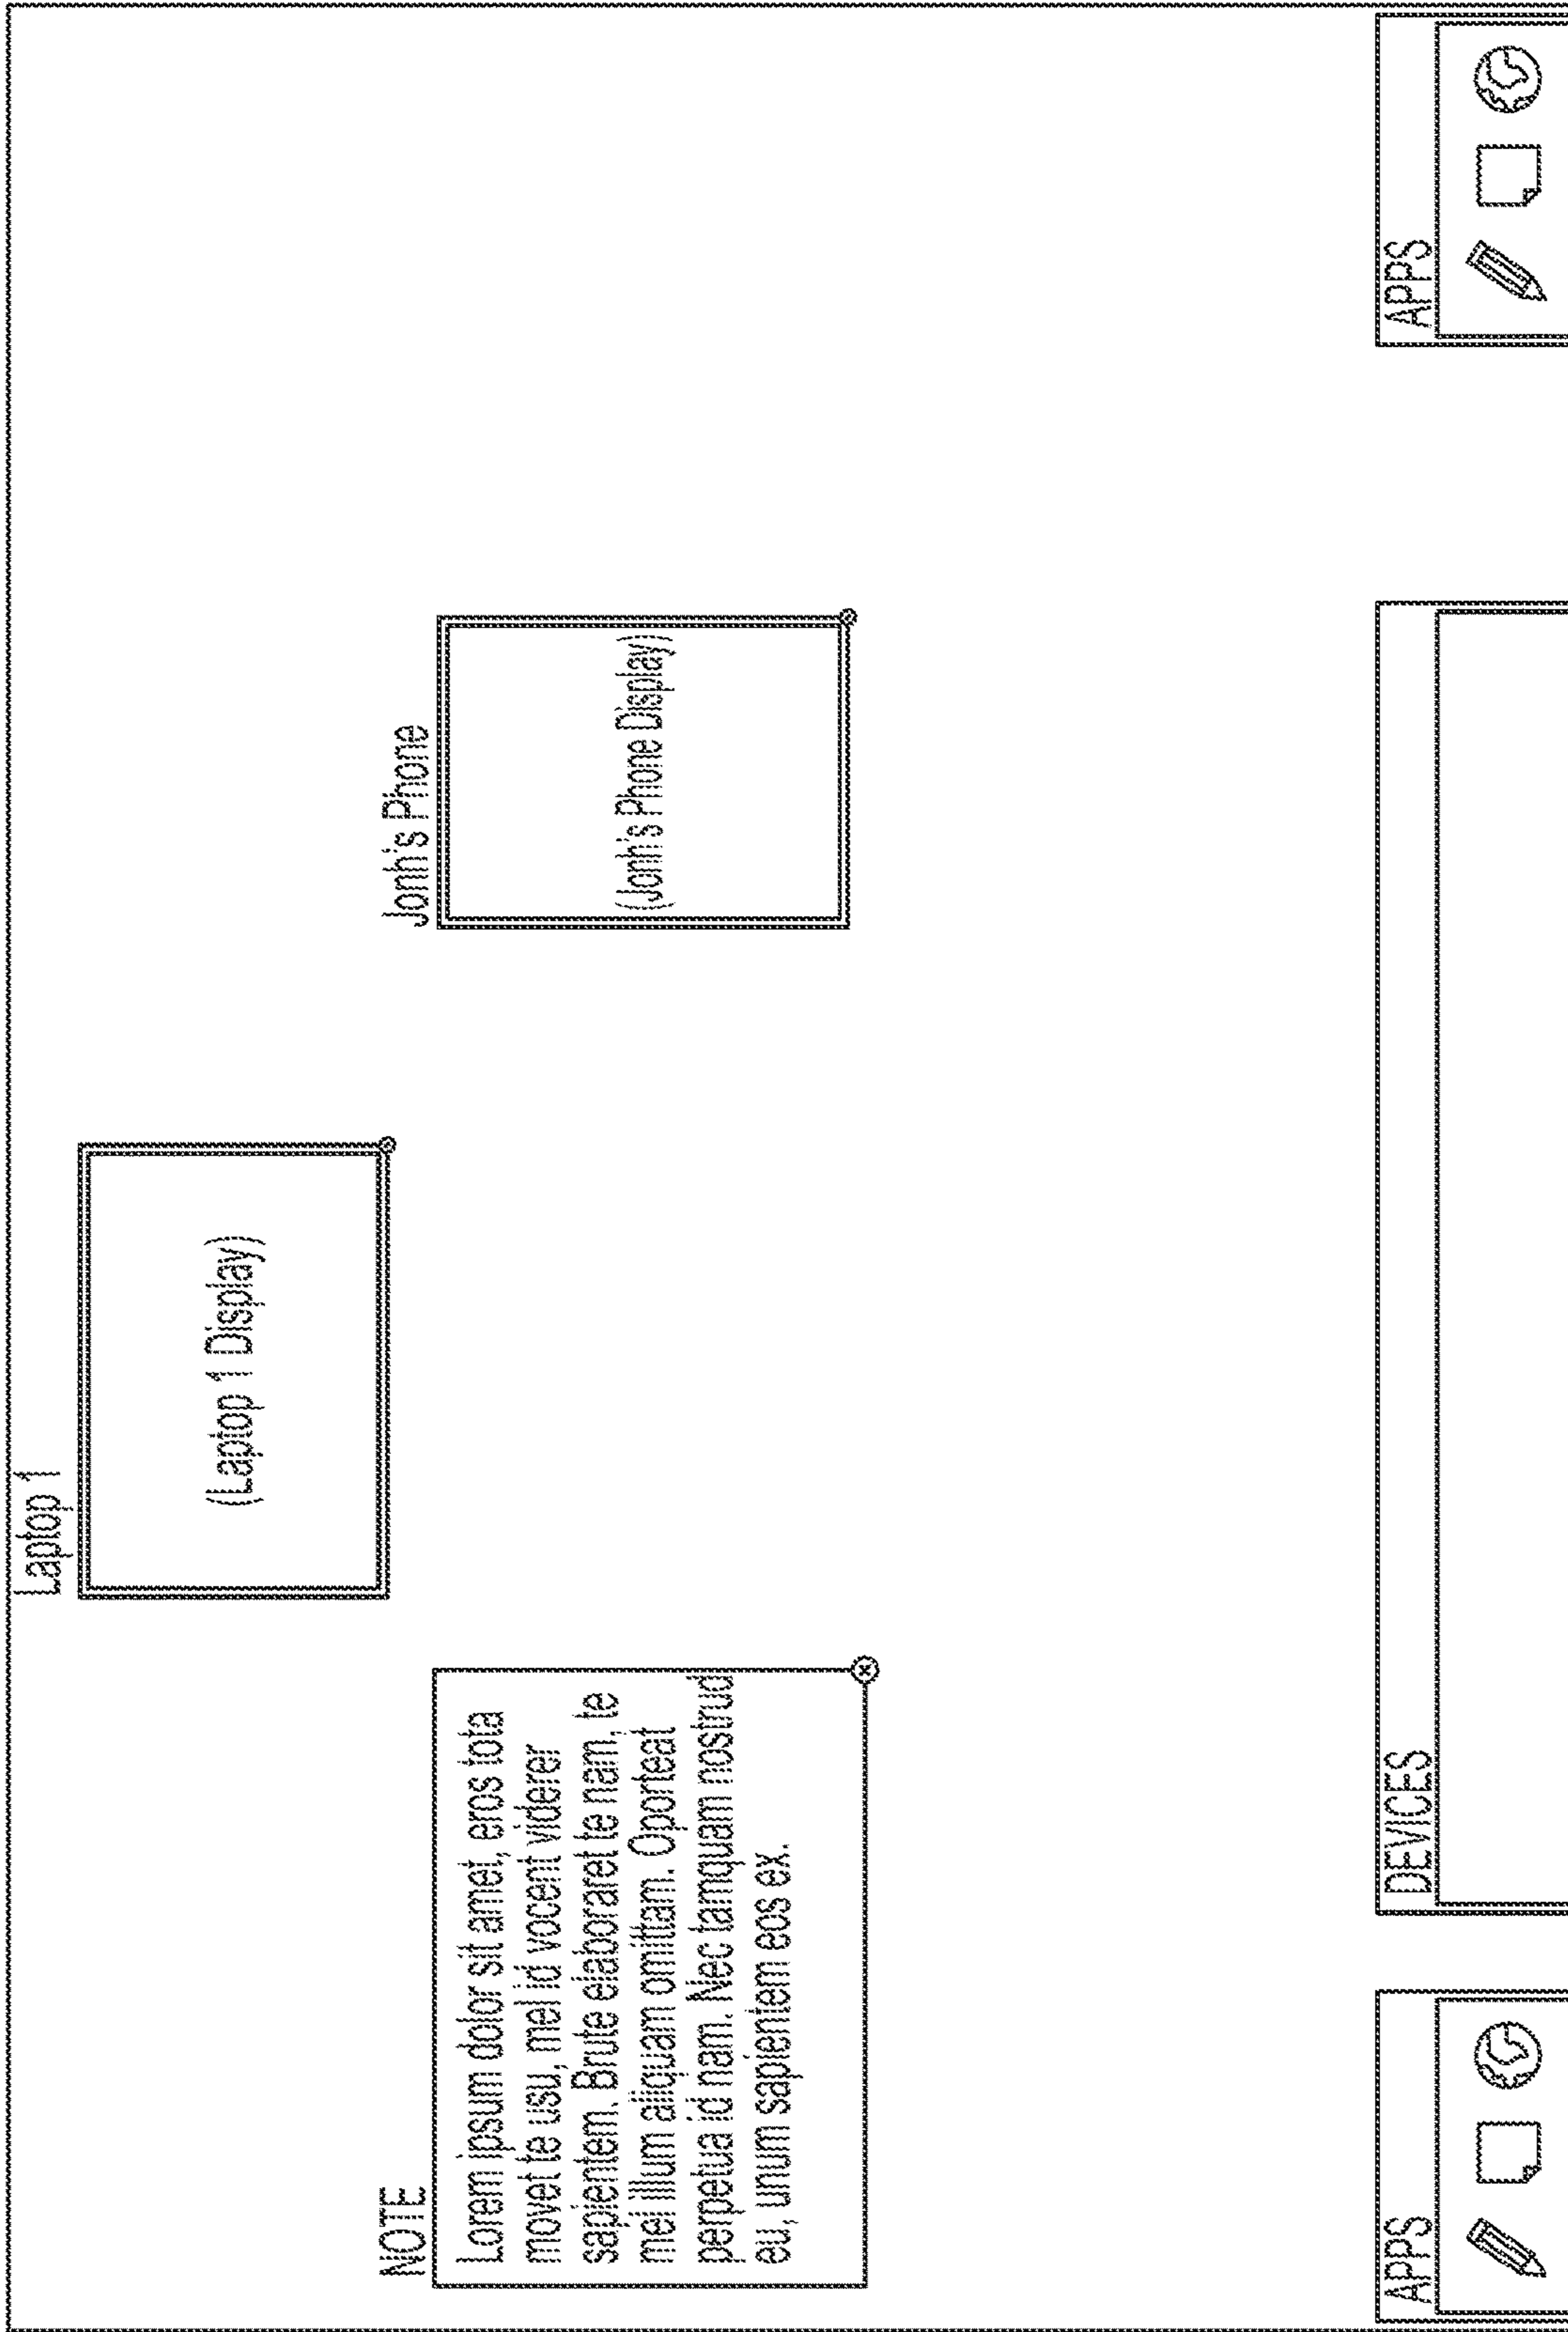 Laptop 1
(Laptop 1 Display)
NOTE
Lorem ipsum dolor sit amet, eros tota
movet te usu, mel id vocent viderer
sapientem. Brute elaboraret te nam, te
mel illum aliquam omittam. Oporteat
perpetua id nam. Nec tamquam nostrud
eu, unum sapientem eos ex.
Jonh's Phone
(Jonh's Phone Display)
APPS
DEVICES
APPS